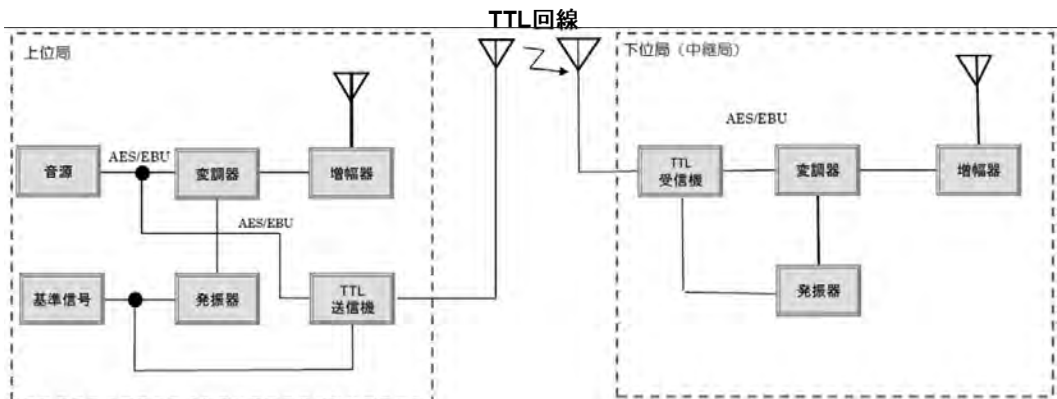 TTL回線
上位局
音源
AES/EBU
変調器
増幅器
AES/EBU
基準信号
発振器
TTL
送信機
下位局（中継局）
AES/EBU
TTL
受信機
変調器
増幅器
発振器